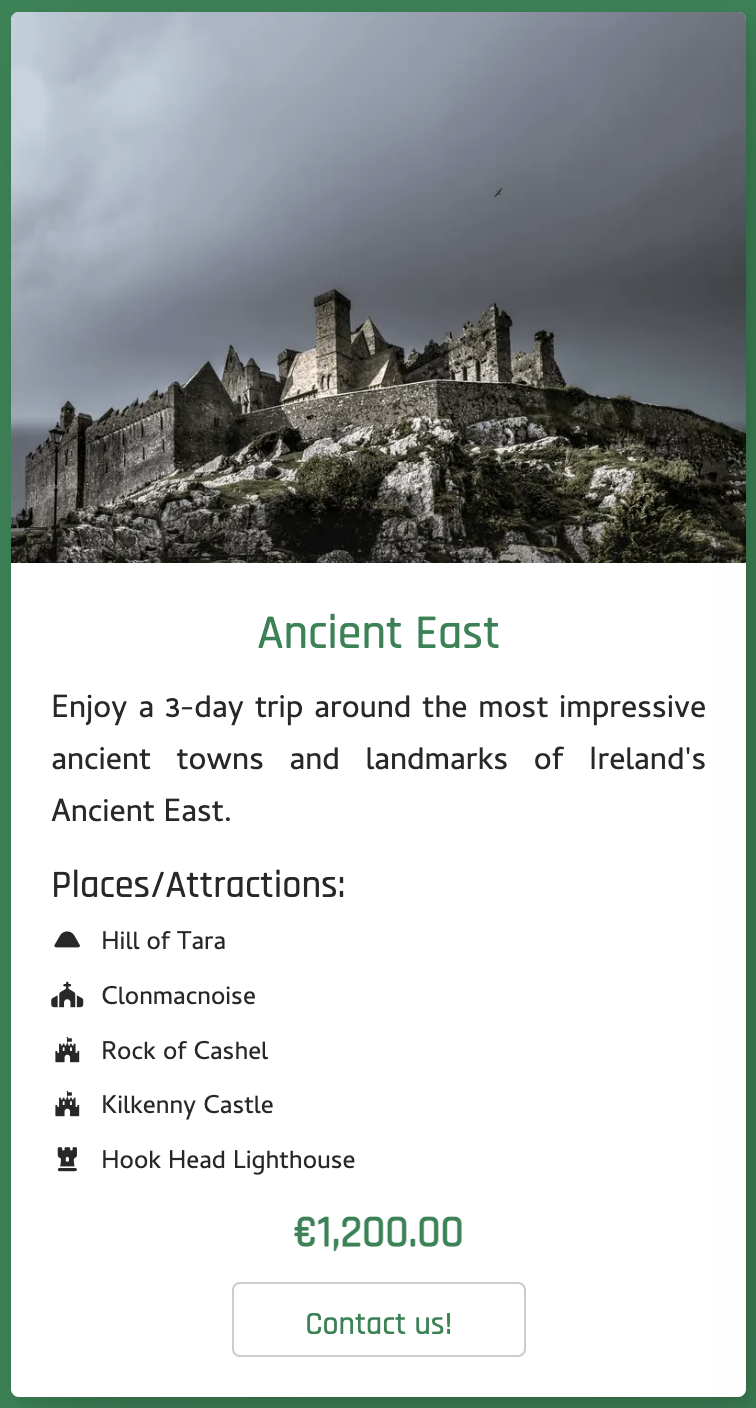 Ancient East
Enjoy a 3-day trip around the most impressive
ancient towns and landmarks of Ireland's
Ancient East.
Places/Attractions:
Hill of Tara
Clonmacnoise
Rock of Cashel
Kilkenny Castle
Hook Head Lighthouse
€1,200.00
Contact us!